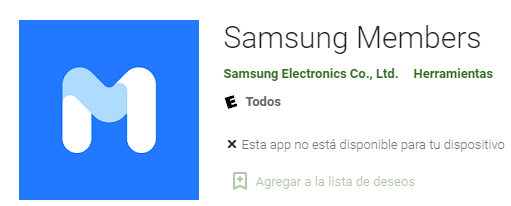 Samsung Members
Samsung Electronics Co., Ltd. Herramientas
E Todos
Esta app no está disponible para tu dispositivo
Agregar a la lista de deseos